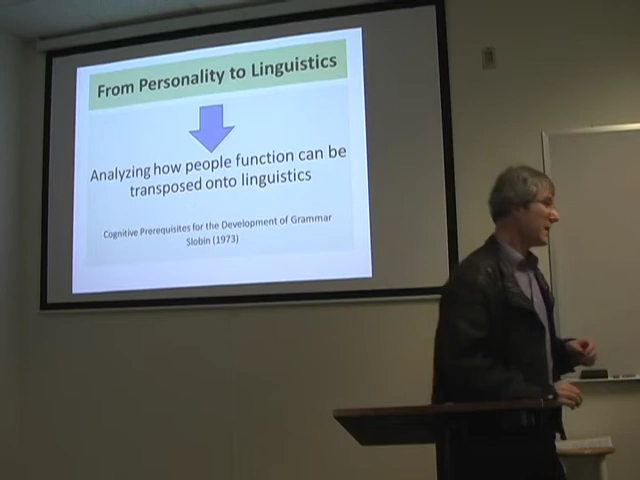 From Personality to Linguistics
Analyzing how people function can be
transposed onto linguistics
Cognitive Prerequisites for the Development of Grammar
Slobin (1973)